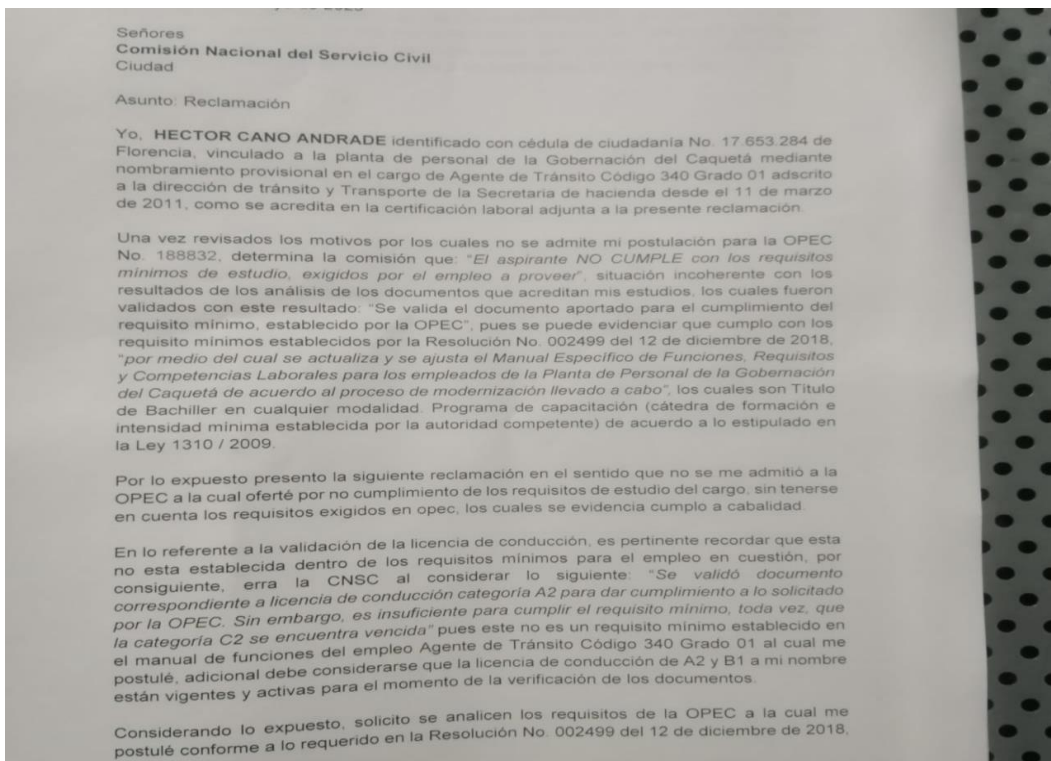 Señores
Comisión Nacional del Servicio Civil
Ciudad
Asunto: Reclamación
Yo, HECTOR CANO ANDRADE identificado con cédula de ciudadanía No. 17.653.284 de
Florencia, vinculado a la planta de personal de la Gobernación del Caquetá mediante
nombramiento provisional en el cargo de Agente de Tránsito Código 340 Grado 01 adscrito
a la dirección de tránsito y Transporte de la Secretaria de hacienda desde el 11 de marzo
de 2011, como se acredita en la certificación laboral adjunta a la presente reclamación.
Una vez revisados los motivos por los cuales no se admite mi postulación para la OPEC
No. 188832, determina la comisión que: "El aspirante NO CUMPLE con los requisitos
mínimos de estudio, exigidos por el empleo a proveer", situación incoherente con los
resultados de los análisis de los documentos que acreditan mis estudios, los cuales fueron
validados con este resultado: "Se valida el documento aportado para el cumplimiento del
requisito mínimo, establecido por la OPEC", pues se puede evidenciar que cumplo con los
requisito mínimos establecidos por la Resolución No. 002499 del 12 de diciembre de 2018,
"por medio del cual se actualiza y se ajusta el Manual Específico de Funciones, Requisitos
y Competencias Laborales para los empleados de la Planta de Personal de la Gobernación
del Caquetá de acuerdo al proceso de modernización llevado a cabo", los cuales son Título
de Bachiller en cualquier modalidad. Programa de capacitación (cátedra de formación e
intensidad mínima establecida por la autoridad competente) de acuerdo a lo estipulado en
la Ley 1310 / 2009.
Por lo expuesto presento la siguiente reclamación en el sentido que no se me admitió a la
OPEC a la cual oferté por no cumplimiento de los requisitos de estudio del cargo, sin tenerse
en cuenta los requisitos exigidos en opec, los cuales se evidencia cumplo a cabalidad.
En lo referente a la validación de la licencia de conducción, es pertinente recordar que esta
no esta establecida dentro de los requisitos mínimos para el empleo en cuestión, por
consiguiente, erra la CNSC al considerar lo siguiente: "Se validó documento
correspondiente a licencia de conducción categoría A2 para dar cumplimiento a lo solicitado
por la OPEC. Sin embargo, es insuficiente para cumplir el requisito mínimo, toda vez, que
la categoría C2 se encuentra vencida" pues este no es un requisito mínimo establecido en
el manual de funciones del empleo Agente de Tránsito Código 340 Grado 01 al cual me
postulé, adicional debe considerarse que la licencia de conducción de A2 y B1 a mi nombre
están vigentes y activas para el momento de la verificación de los documentos.
Considerando lo expuesto, solicito se analicen los requisitos de la OPEC a la cual me
postulé conforme a lo requerido en la Resolución No. 002499 del 12 de diciembre de 2018,